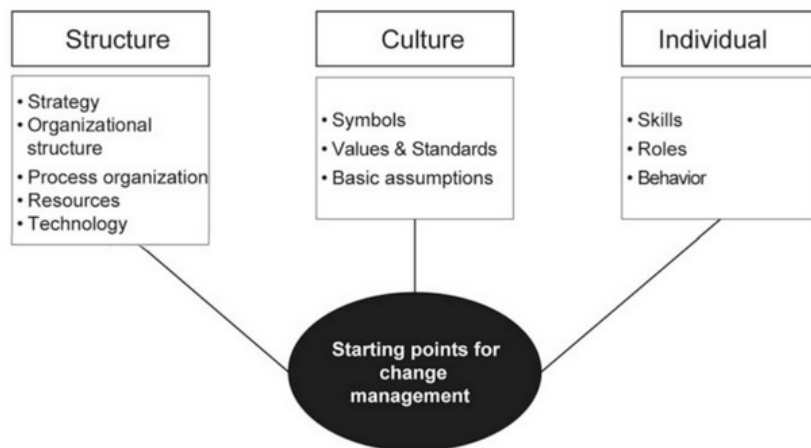 Structure
• Strategy
• Organizational
structure
• Process organization
• Resources
• Technology
Culture
• Symbols
• Values & Standards
• Basic assumptions
Individual
• Skills
• Roles
• Behavior
Starting points for
change
management